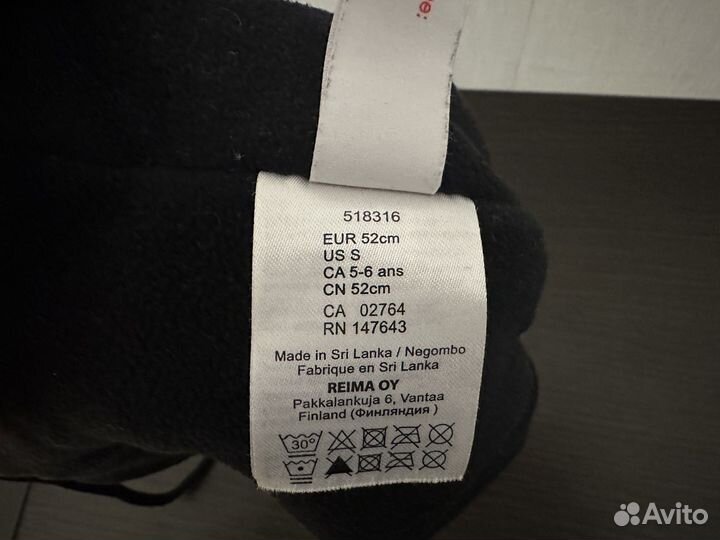 e:
518316
EUR 52cm
US S
CA 5-6 ans
CN 52cm
CA 02764
RN 147643
Made in Sri Lanka / Negombo
Fabrique en Sri Lanka
REIMA OY
Pakkalankuja 6, Vantaa
Finland (Финляндия )
30°
Avito